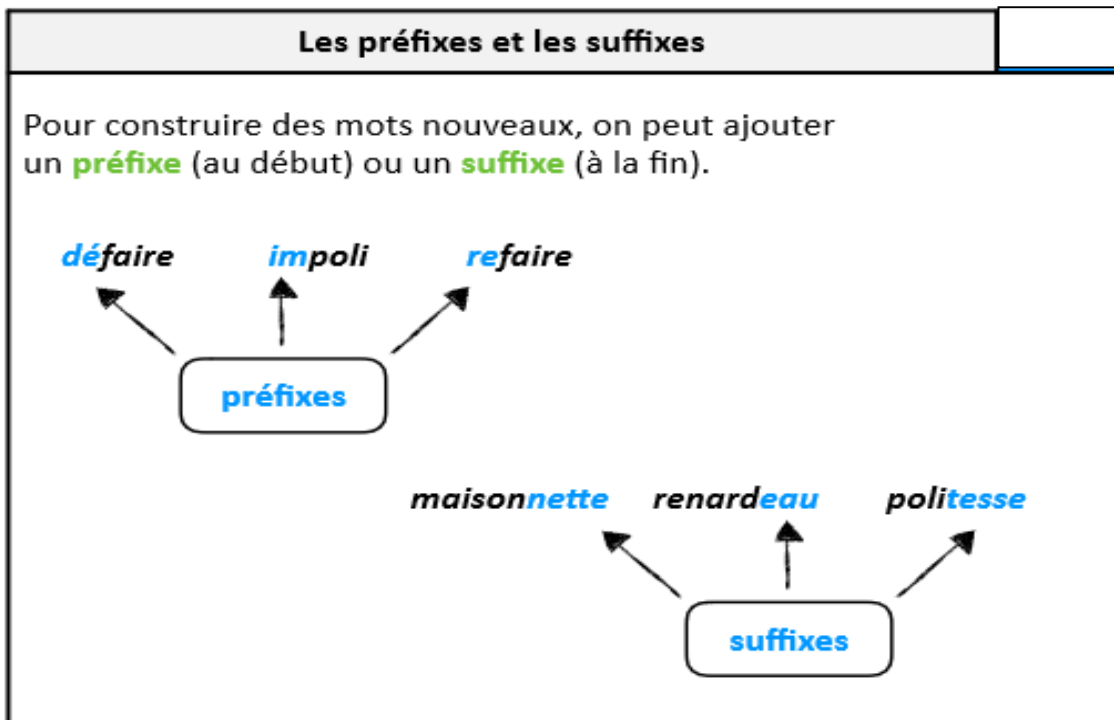 Les préfixes et les suffixes
Pour construire des mots nouveaux, on peut ajouter
un préfixe (au début) ou un suffixe (à la fin).
défaire impoli refaire
préfixes
maisonnette renardeau politesse
suffixes